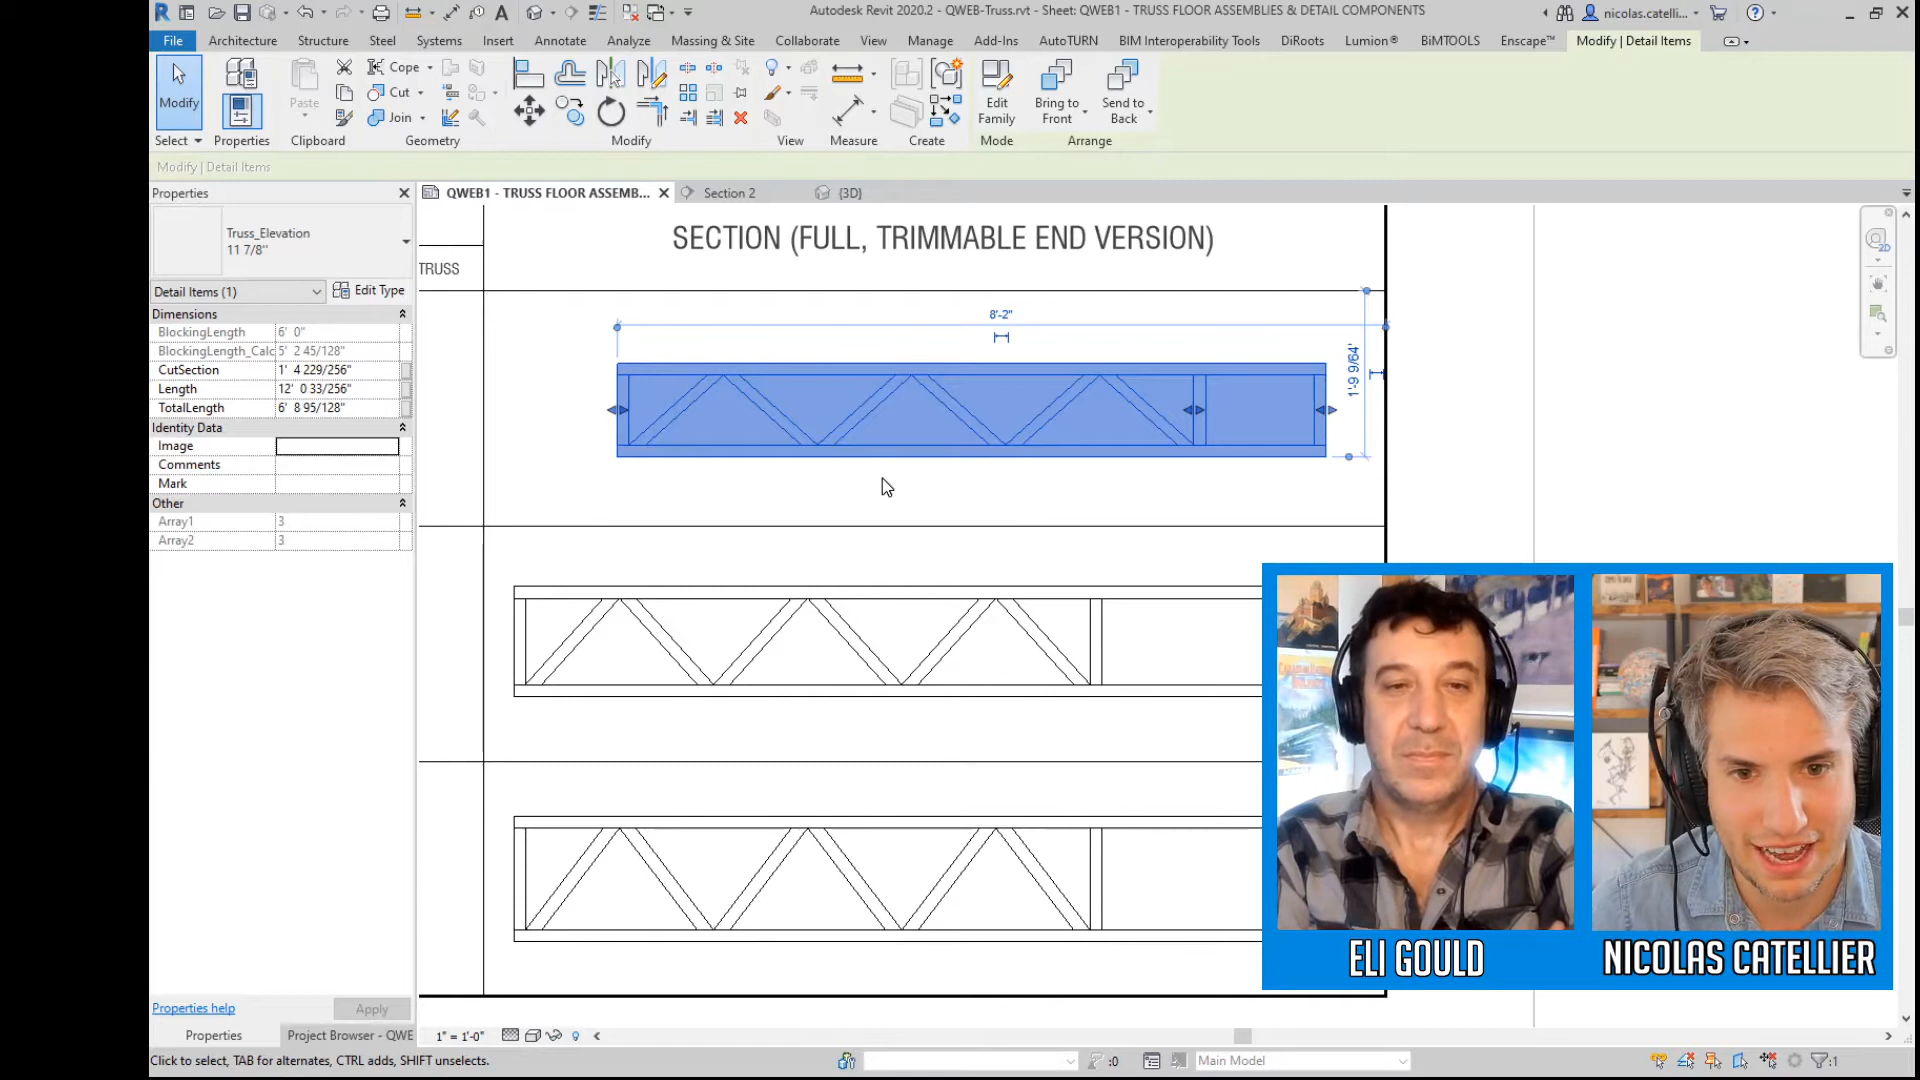 Autodesk Revit 2020.2 - QWEB-Truss.rvt - Sheet: QWEB1 - TRUSS FLOOR ASSEMBLIES & DETAIL COMPONENTS
nicolas.catelli...
File Architecture Structure Steel Systems Insert Annotate Analyze Massing & Site Collaborate View Manage Add-Ins AutoTURN BIM Interoperability Tools DiRoots Lumion® BiMTOOLS Enscape™ Modify | Detail Items
Modify
Paste
Cope
Cut
Join
Edit Family
Bring to Front
Send to Back
Select Properties Clipboard Geometry Modify View Measure Create Mode Arrange
Modify | Detail Items
Properties
QWEB1 - TRUSS FLOOR ASSEMB... Section 2 {3D}
Truss_Elevation
11 7/8"
Detail Items (1) Edit Type
Dimensions
BlockingLength 6' 0"
BlockingLength_Calc 5' 2 45/128"
CutSection 1' 4 229/256"
Length 12' 0 33/256"
TotalLength 6' 8 95/128"
Identity Data
Image
Comments
Mark
Other
Array1 3
Array2 3
SECTION (FULL, TRIMMABLE END VERSION)
TRUSS
8'-2"
1'-9 9/64"
2D
ELI GOULD
NICOLAS CATELLIER
Properties help Apply
Properties Project Browser - QWE
1" = 1'-0"
Click to select, TAB for alternates, CTRL adds, SHIFT unselects.
:0
Main Model
:1